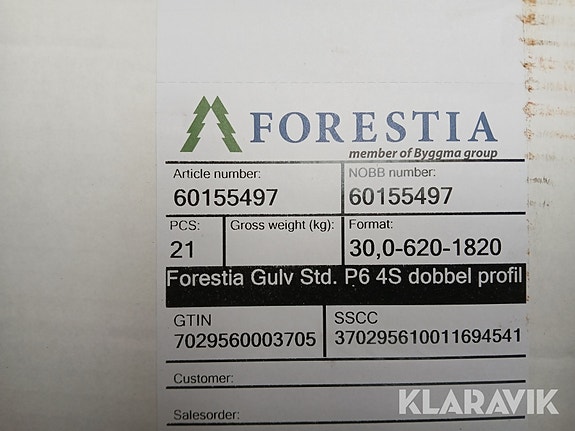 FORESTIA
member of Byggma group
Article number: NOBB number:
60155497 60155497
PCS: Gross weight (kg): Format:
21 30,0-620-1820
Forestia Gulv Std. P6 4S dobbel profil
GTIN SSCC
7029560003705 370295610011694541
Customer:
Salesorder:
KLARAVIK